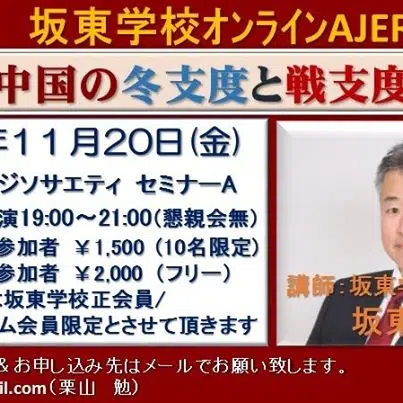 坂東学校オンラインAJER
中国の冬支度と戦支度
年11月20日(金)
ジソサエティ セミナーA
演19:00～21:00(懇親会無)
参加者 ￥1,500 (10名限定)
参加者 ￥2,000 (フリー)
坂東学校正会員/
ム会員限定とさせて頂きます
講師:坂東
坂東
＆お申し込み先はメールでお願い致します。
il.com(栗山 勉)